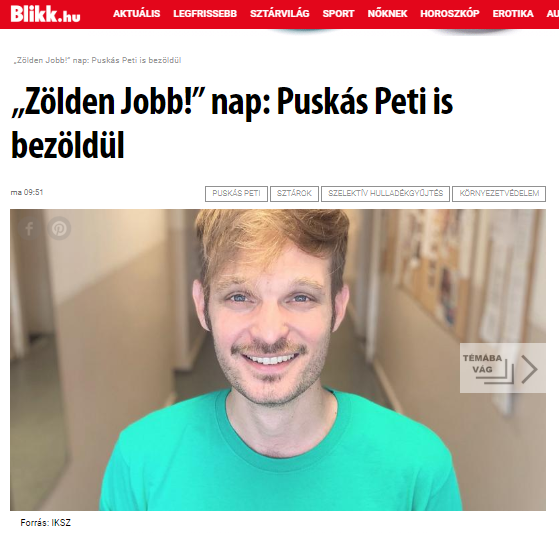 Blikk.hu AKTUÁLIS LEGFRISSEBB SZTÁRVILÁG SPORT NŐKNEK HOROSZKÓP EROTIKA AU
„Zölden Jobb!” nap: Puskás Peti is bezöldül
„Zölden Jobb!” nap: Puskás Peti is
bezöldül
ma 09:51 PUSKÁS PETI SZTÁROK SZELEKTÍV HULLADÉKGYŰJTÉS KÖRNYEZETVÉDELEM
TÉMÁBA
VÁG
Forrás: IKSZ